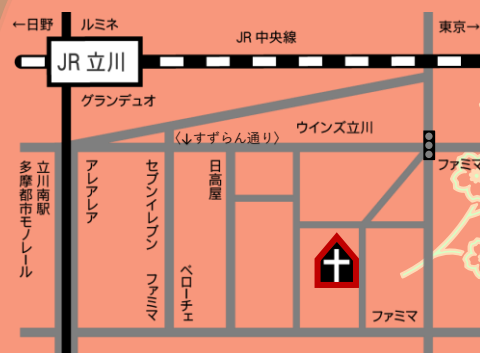 ←日野
ルミネ
東京→
JR 中央線
JR 立川
グランデュオ
〈↓すずらん通り〉
ウインズ立川
ファミマ
立川南駅
多摩都市モノレール
アレアレア
セブンイレブン
ファミマ
ベローチェ
日高屋
ファミマ